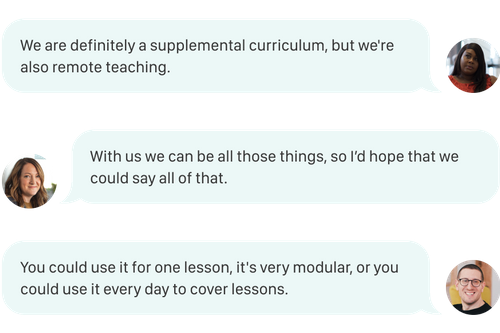 We are definitely a supplemental curriculum, but we're
also remote teaching.
With us we can be all those things, so I’d hope that we
could say all of that.
You could use it for one lesson, it's very modular, or you
could use it every day to cover lessons.